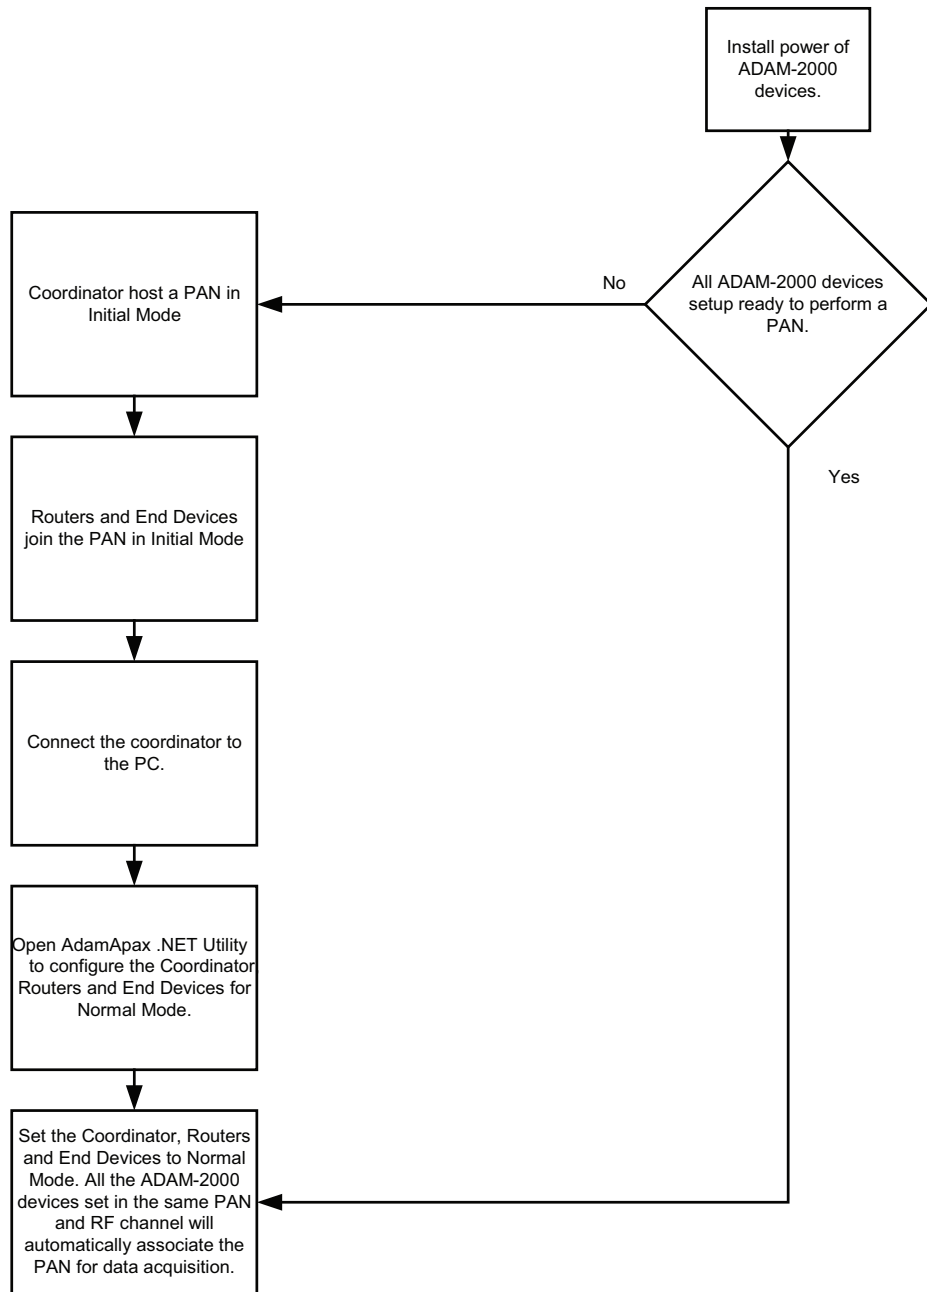 Install power of
ADAM-2000
devices.
All ADAM-2000 devices
setup ready to perform a
PAN.
No
Yes
Coordinator host a PAN in
Initial Mode
Routers and End Devices
join the PAN in Initial Mode
Connect the coordinator to
the PC.
Open AdamApax .NET Utility
to configure the Coordinator,
Routers and End Devices for
Normal Mode.
Set the Coordinator, Routers
and End Devices to Normal
Mode. All the ADAM-2000
devices set in the same PAN
and RF channel will
automatically associate the
PAN for data acquisition.